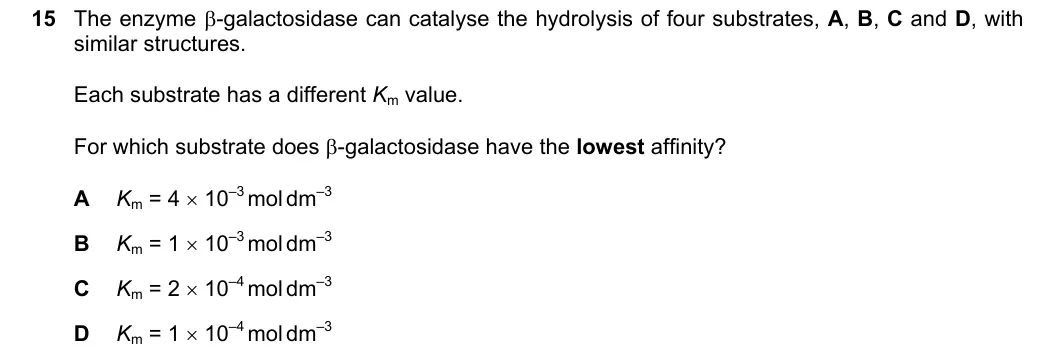 15 The enzyme β-galactosidase can catalyse the hydrolysis of four substrates, A, B, C and D, with
similar structures.
Each substrate has a different Km value.
For which substrate does β-galactosidase have the lowest affinity?
A Km = 4 × 10⁻³ mol dm⁻³
B Km = 1 × 10⁻³ mol dm⁻³
C Km = 2 × 10⁻⁴ mol dm⁻³
D Km = 1 × 10⁻⁴ mol dm⁻³